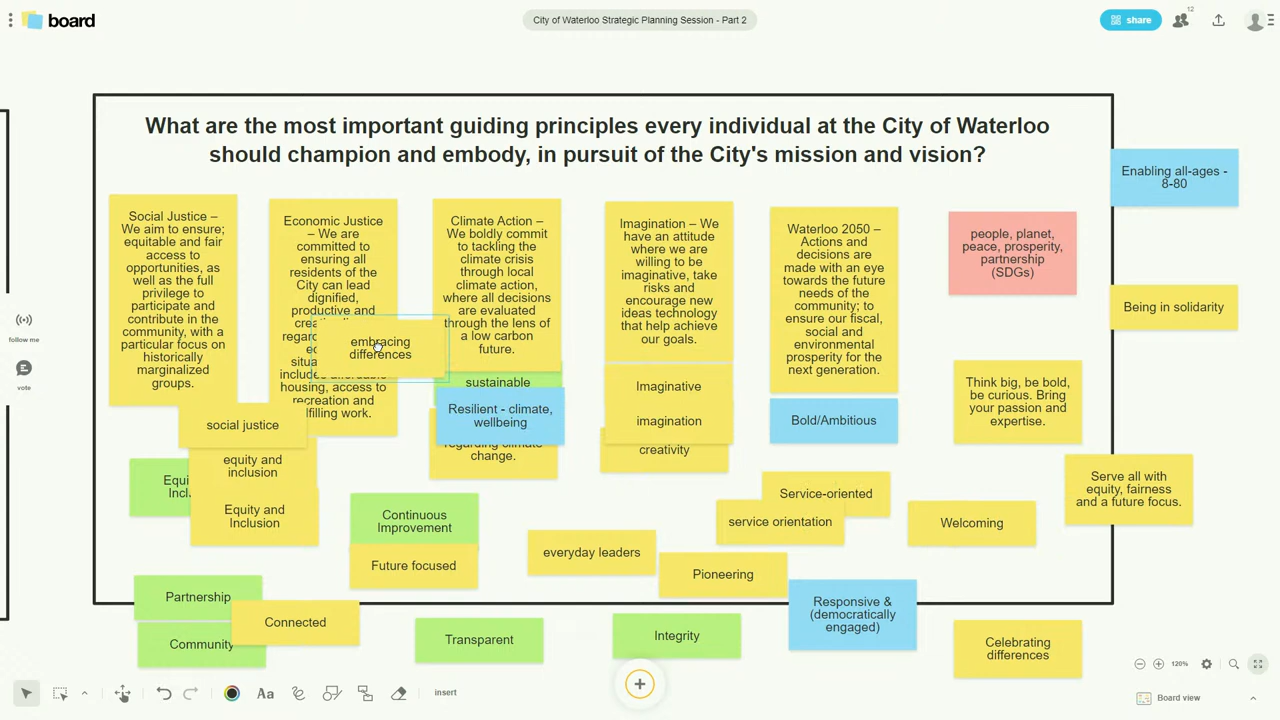 board
City of Waterloo Strategic Planning Session - Part 2
share
12
What are the most important guiding principles every individual at the City of Waterloo
should champion and embody, in pursuit of the City's mission and vision?
Enabling all-ages -
8-80
Social Justice –
We aim to ensure;
equitable and fair
access to
opportunities, as
well as the full
privilege to
participate and
contribute in the
community, with a
particular focus on
historically
marginalized
groups.
Economic Justice
– We are
committed to
ensuring all
residents of the
City can lead
dignified,
productive and
housing, access to
recreation and
work.
embracing
differences
Climate Action –
We boldly commit
to tackling the
climate crisis
through local
climate action,
where all decisions
are evaluated
through the lens of
a low carbon
future.
Imagination – We
have an attitude
where we are
willing to be
imaginative, take
risks and
encourage new
ideas technology
that help achieve
our goals.
Waterloo 2050 –
Actions and
decisions are
made with an eye
towards the future
needs of the
community; to
ensure our fiscal,
social and
environmental
prosperity for the
next generation.
people, planet,
peace, prosperity,
partnership
(SDGs)
Being in solidarity
follow me
vote
sustainable
Resilient - climate,
wellbeing
regarding climate
change.
Imaginative
imagination
creativity
Bold/Ambitious
Think big, be bold,
be curious. Bring
your passion and
expertise.
social justice
equity and
inclusion
Equity and
Inclusion
Continuous
Improvement
Future focused
everyday leaders
Pioneering
Service-oriented
service orientation
Welcoming
Serve all with
equity, fairness
and a future focus.
Partnership
Connected
Community
Transparent
Integrity
Responsive &
(democratically
engaged)
Celebrating
differences
120%
Aa
insert
Board view